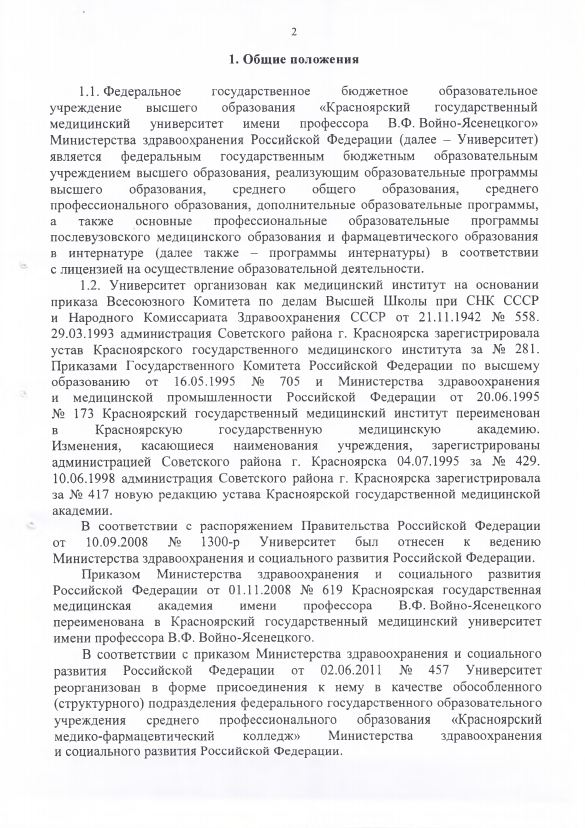 2
1. Общие положения
1.1. Федеральное государственное бюджетное образовательное
учреждение высшего образования «Красноярский государственный
медицинский университет имени профессора В.Ф. Войно-Ясенецкого»
Министерства здравоохранения Российской Федерации (далее – Университет)
является федеральным государственным бюджетным образовательным
учреждением высшего образования, реализующим образовательные программы
высшего образования, среднего общего образования, среднего
профессионального образования, дополнительные образовательные программы,
а также основные профессиональные образовательные программы
послевузовского медицинского образования и фармацевтического образования
в интернатуре (далее также – программы интернатуры) в соответствии
с лицензией на осуществление образовательной деятельности.
1.2. Университет организован как медицинский институт на основании
приказа Всесоюзного Комитета по делам Высшей Школы при СНК СССР
и Народного Комиссариата Здравоохранения СССР от 21.11.1942 № 558.
29.03.1993 администрация Советского района г. Красноярска зарегистрировала
устав Красноярского государственного медицинского института за № 281.
Приказами Государственного Комитета Российской Федерации по высшему
образованию от 16.05.1995 № 705 и Министерства здравоохранения
и медицинской промышленности Российской Федерации от 20.06.1995
№ 173 Красноярский государственный медицинский институт переименован
в Красноярскую государственную медицинскую академию.
Изменения, касающиеся наименования учреждения, зарегистрированы
администрацией Советского района г. Красноярска 04.07.1995 за № 429.
10.06.1998 администрация Советского района г. Красноярска зарегистрировала
за № 417 новую редакцию устава Красноярской государственной медицинской
академии.
В соответствии с распоряжением Правительства Российской Федерации
от 10.09.2008 № 1300-р Университет был отнесен к ведению
Министерства здравоохранения и социального развития Российской Федерации.
Приказом Министерства здравоохранения и социального развития
Российской Федерации от 01.11.2008 № 619 Красноярская государственная
медицинская академия имени профессора В.Ф. Войно-Ясенецкого
переименована в Красноярский государственный медицинский университет
имени профессора В.Ф. Войно-Ясенецкого.
В соответствии с приказом Министерства здравоохранения и социального
развития Российской Федерации от 02.06.2011 № 457 Университет
реорганизован в форме присоединения к нему в качестве обособленного
(структурного) подразделения федерального государственного образовательного
учреждения среднего профессионального образования «Красноярский
медико-фармацевтический колледж» Министерства здравоохранения
и социального развития Российской Федерации.